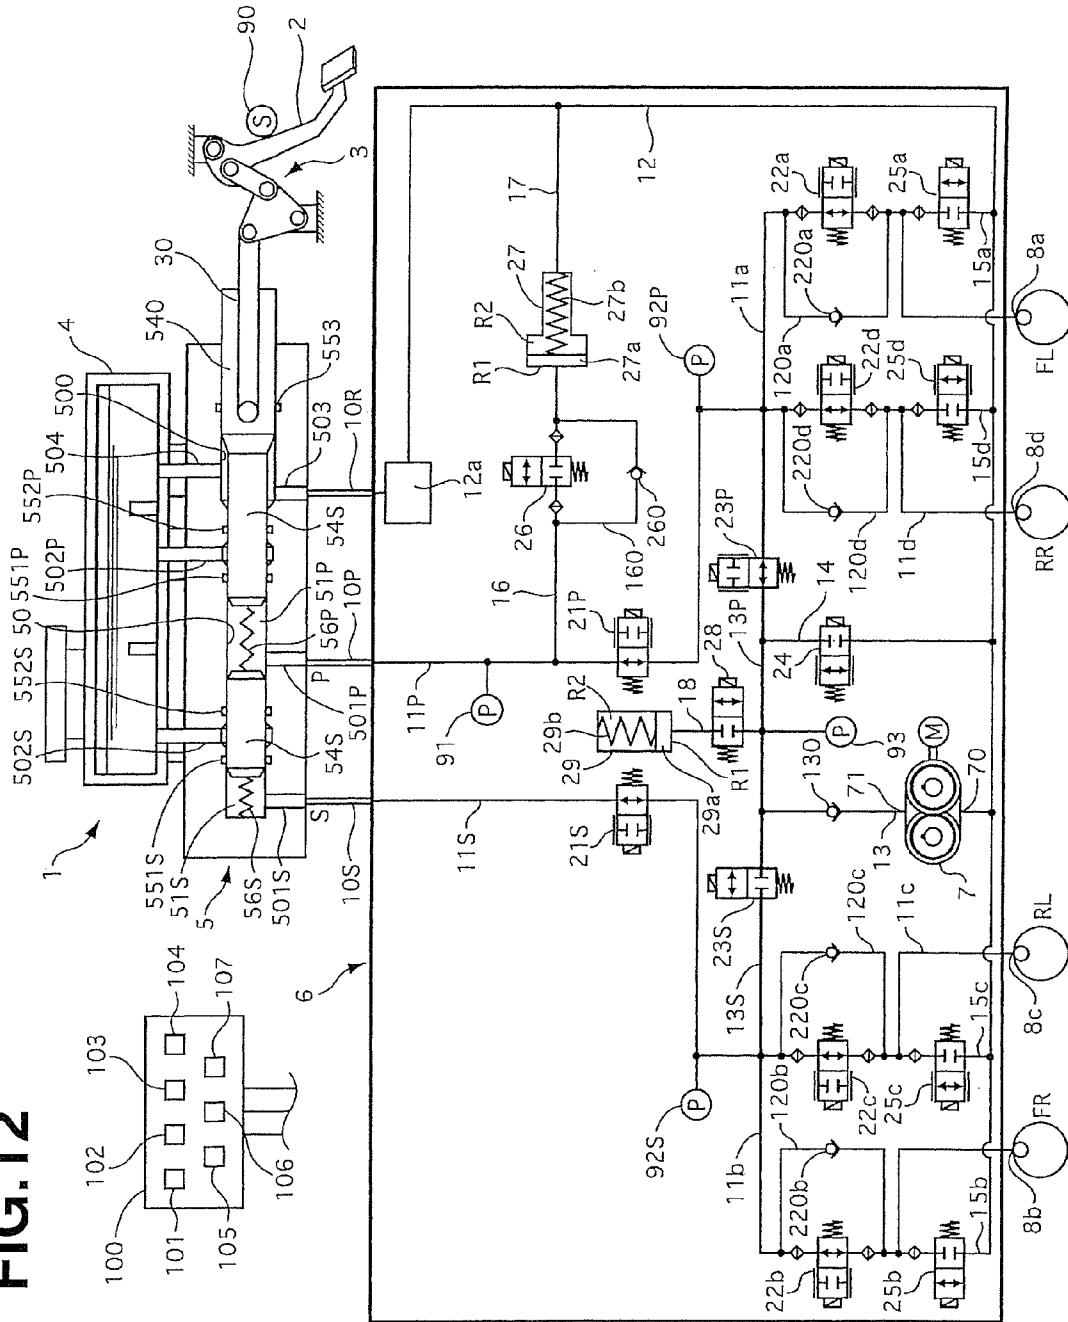 FIG.12
100
101
102
103
104
105
106
107
1
4
5
6
500
504
552P
502P
551P
50
552S
502S
551S
51S
56S
501S
S
10S
54S
P
501P
10P
56P
51P
54S
503
10R
553
540
30
3
2
90
S
12a
12
17
27
27b
27a
R2
R1
26
16
160
260
92P
P
11P
91
P
21P
11S
21S
29
29b
29a
R2
R1
18
28
13P
23P
14
24
P
93
130
13
71
70
7
M
23S
13S
92S
P
11b
11a
120a
220a
22a
25a
15a
8a
FL
22d
220d
120d
25d
15d
11d
8d
RR
120c
220c
22c
25c
15c
11c
8c
RL
120b
220b
22b
25b
15b
8b
FR